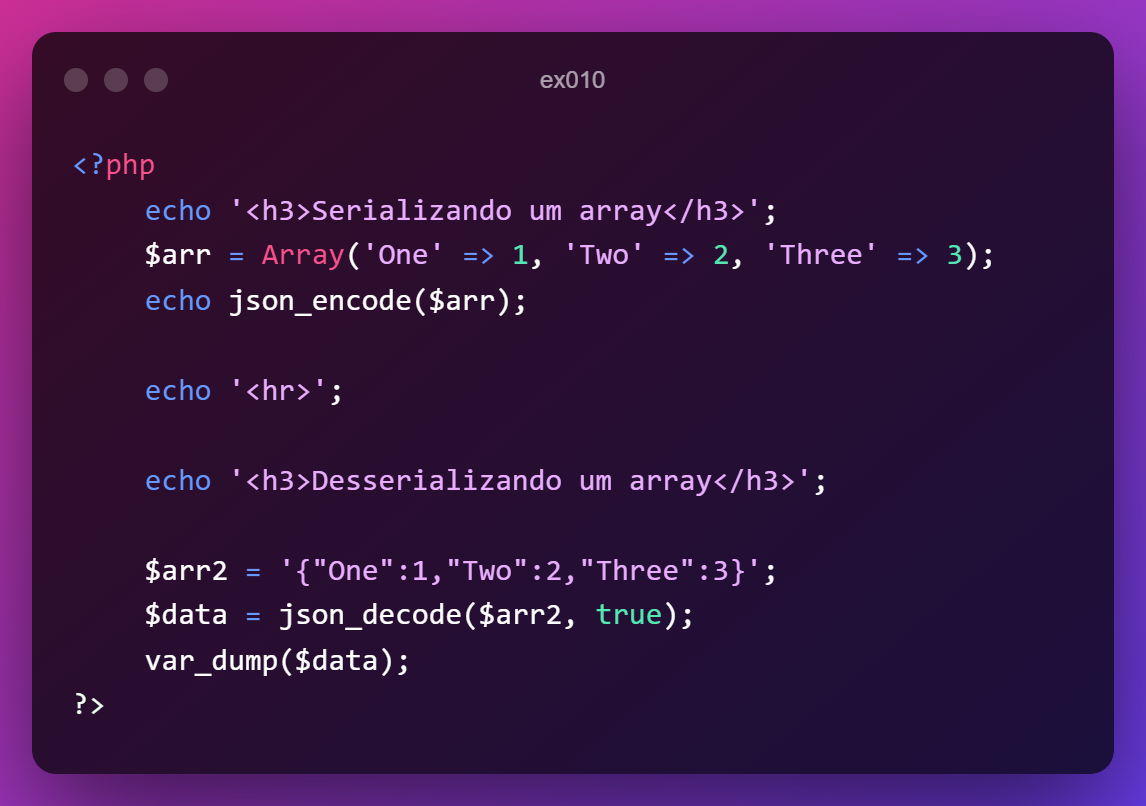 ex010
<?php
    echo '<h3>Serializando um array</h3>';
    $arr = Array('One' => 1, 'Two' => 2, 'Three' => 3);
    echo json_encode($arr);

    echo '<hr>';

    echo '<h3>Desserializando um array</h3>';

    $arr2 = '{"One":1,"Two":2,"Three":3}';
    $data = json_decode($arr2, true);
    var_dump($data);
?>